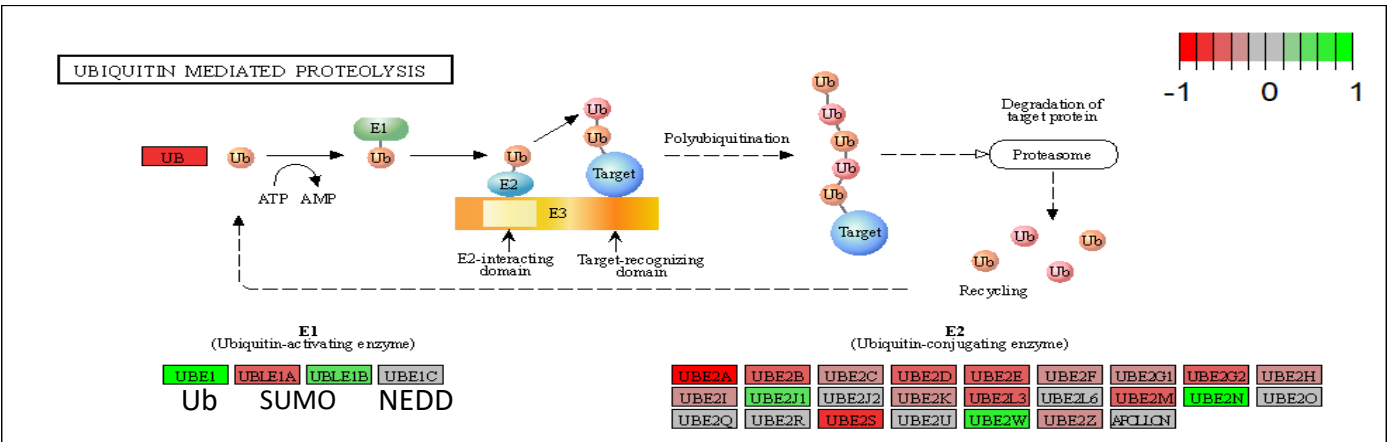 UBIQUITIN MEDIATED PROTEOLYSIS
-1 0 1
UB
Ub
ATP AMP
E1
Ub
Ub
E2
E3
Ub
Ub
Target
E2-interacting
domain
Target-recognizing
domain
Polyubiquitination
Ub
Ub
Ub
Ub
Ub
Target
Degradation of
target protein
Proteasome
Ub
Ub
Ub
Ub
Recycling
E1
(Ubiquitin-activating enzyme)
UBE1 UBLE1A UBLE1B UBE1C
Ub SUMO NEDD
E2
(Ubiquitin-conjugating enzyme)
UBE2A UBE2B UBE2C UBE2D UBE2E UBE2F UBE2G1 UBE2G2 UBE2H
UBE2I UBE2J1 UBE2J2 UBE2K UBE2L3 UBE2L6 UBE2M UBE2N UBE2O
UBE2Q UBE2R UBE2S UBE2U UBE2W UBE2Z